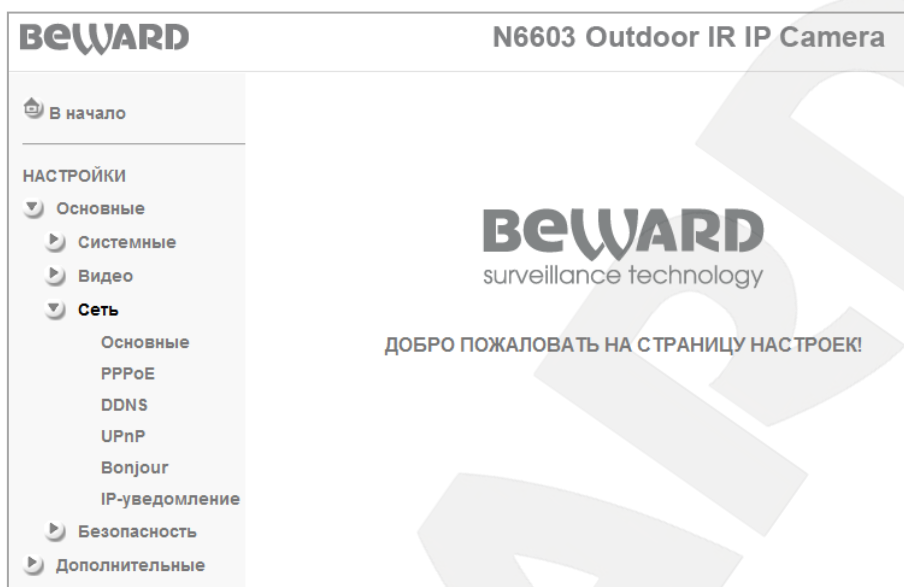 BEWARD
N6603 Outdoor IR IP Camera
В начало
НАСТРОЙКИ
Основные
Системные
Видео
Сеть
Основные
PPPoE
DDNS
UPnP
Bonjour
IP-уведомление
Безопасность
Дополнительные
BEWARD
surveillance technology
ДОБРО ПОЖАЛОВАТЬ НА СТРАНИЦУ НАСТРОЕК!